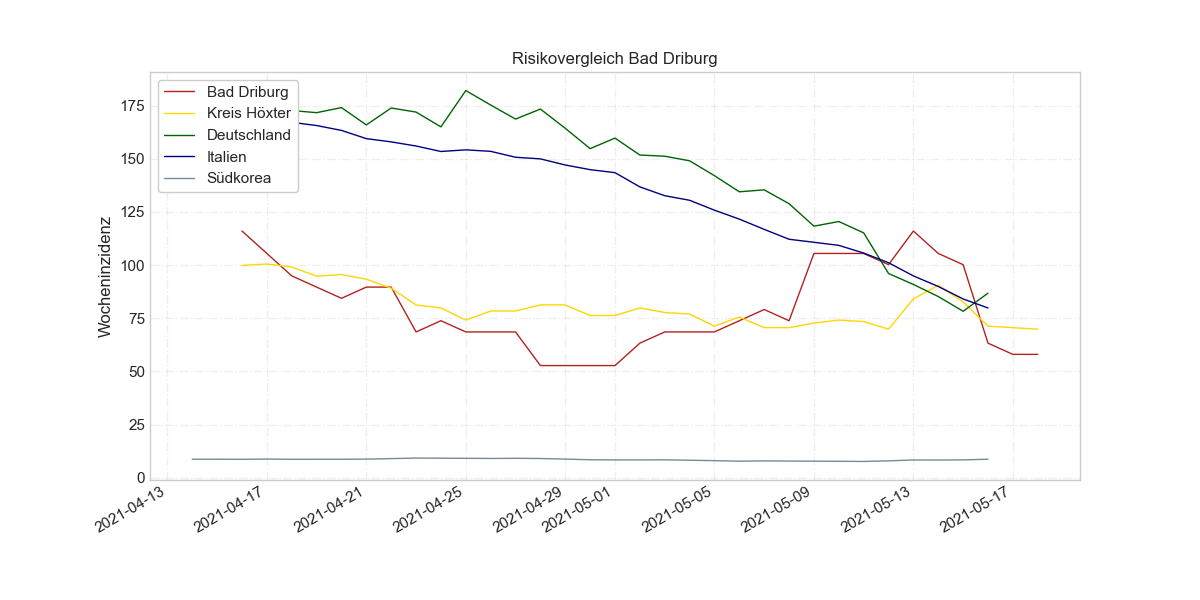 Risikovergleich Bad Driburg
Bad Driburg
Kreis Höxter
Deutschland
Italien
Südkorea
Wocheninzidenz
175
150
125
100
75
50
25
0
2021-04-13
2021-04-17
2021-04-21
2021-04-25
2021-04-29
2021-05-01
2021-05-05
2021-05-09
2021-05-13
2021-05-17